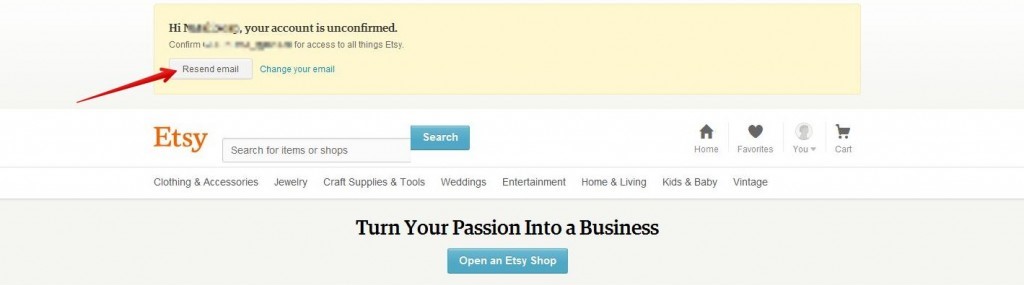 Hi, your account is unconfirmed.
Confirm for access to all things Etsy.
Resend email Change your email
Etsy Search for items or shops Search
Home Favorites You Cart
Clothing & Accessories Jewelry Craft Supplies & Tools Weddings Entertainment Home & Living Kids & Baby Vintage
Turn Your Passion Into a Business
Open an Etsy Shop